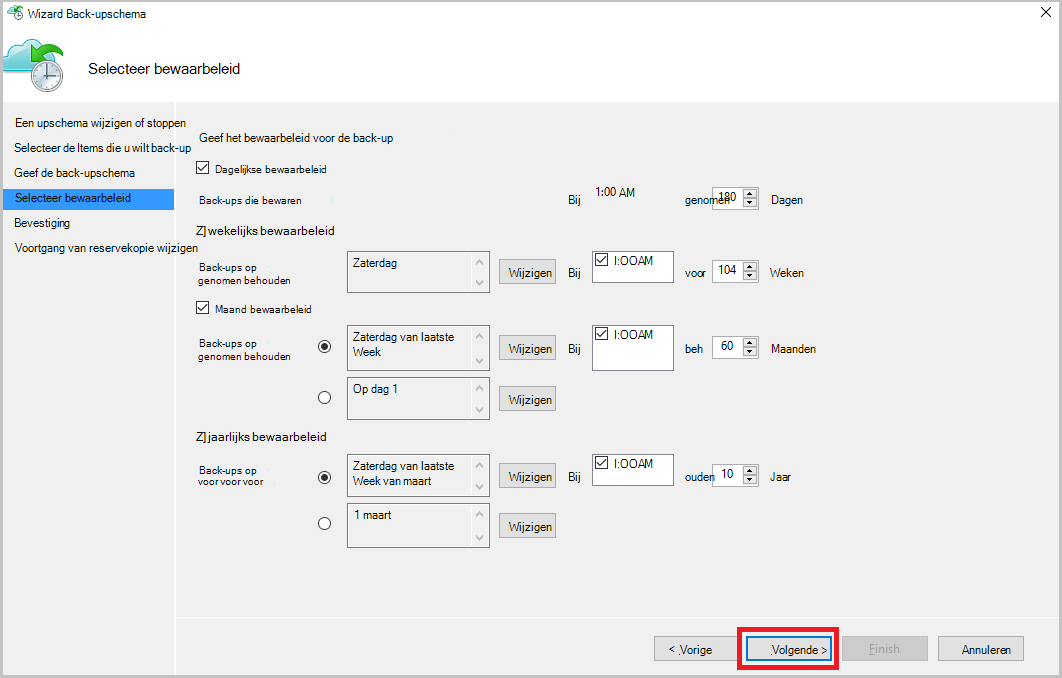 Wizard Back-upschema
Selecteer bewaarbeleid
Een upschema wijzigen of stoppen
Selecteer de Items die u wilt back-up
Geef de back-upschema
Selecteer bewaarbeleid
Bevestiging
Voortgang van reservekopie wijzigen
Geef het bewaarbeleid voor de back-up
Dagelijkse bewaarbeleid
Back-ups die bewaren Bij 1:00 AM genomen 180 Dagen
Z]wekelijks bewaarbeleid
Back-ups op
genomen behouden
Zaterdag Wijzigen Bij I:OOAM voor 104 Weken
Maand bewaarbeleid
Back-ups op
genomen behouden
Zaterdag van laatste
Week
Wijzigen Bij I:OOAM beh 60 Maanden
Op dag 1 Wijzigen
Z]jaarlijks bewaarbeleid
Back-ups op
voor voor voor
Zaterdag van laatste
Week van maart
Wijzigen Bij I:OOAM ouden 10 Jaar
1 maart Wijzigen
< Vorige Volgende > Finish Annuleren